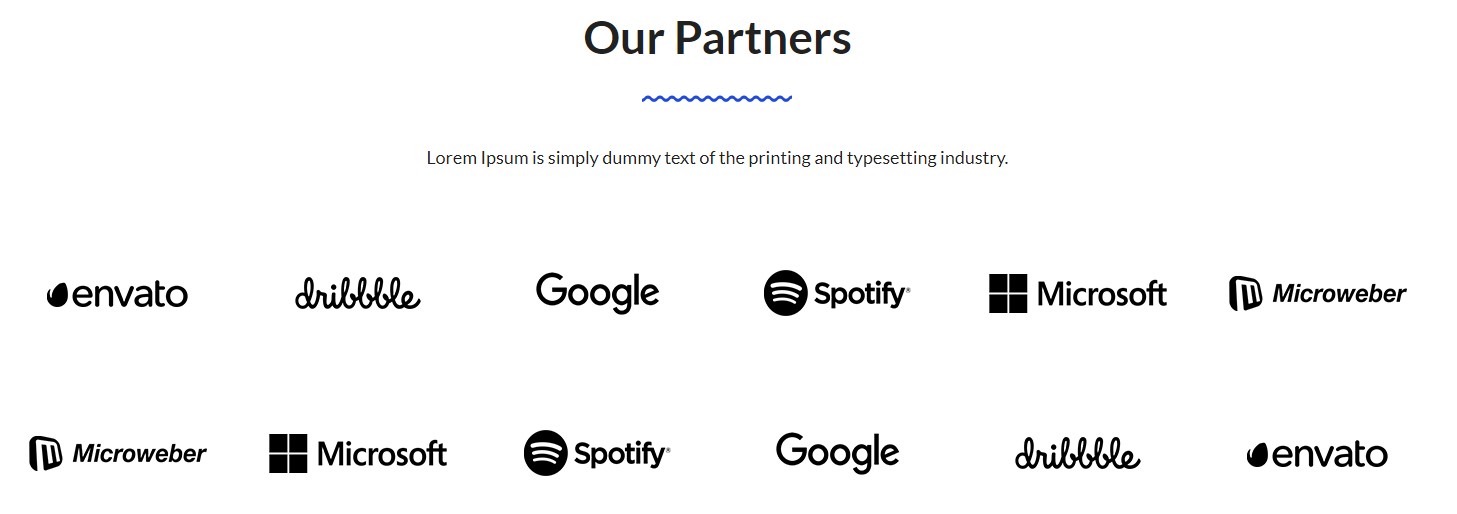 Our Partners
Lorem Ipsum is simply dummy text of the printing and typesetting industry.
envato dribbble Google Spotify® Microsoft Microweber
Microweber Microsoft Spotify® Google dribbble envato